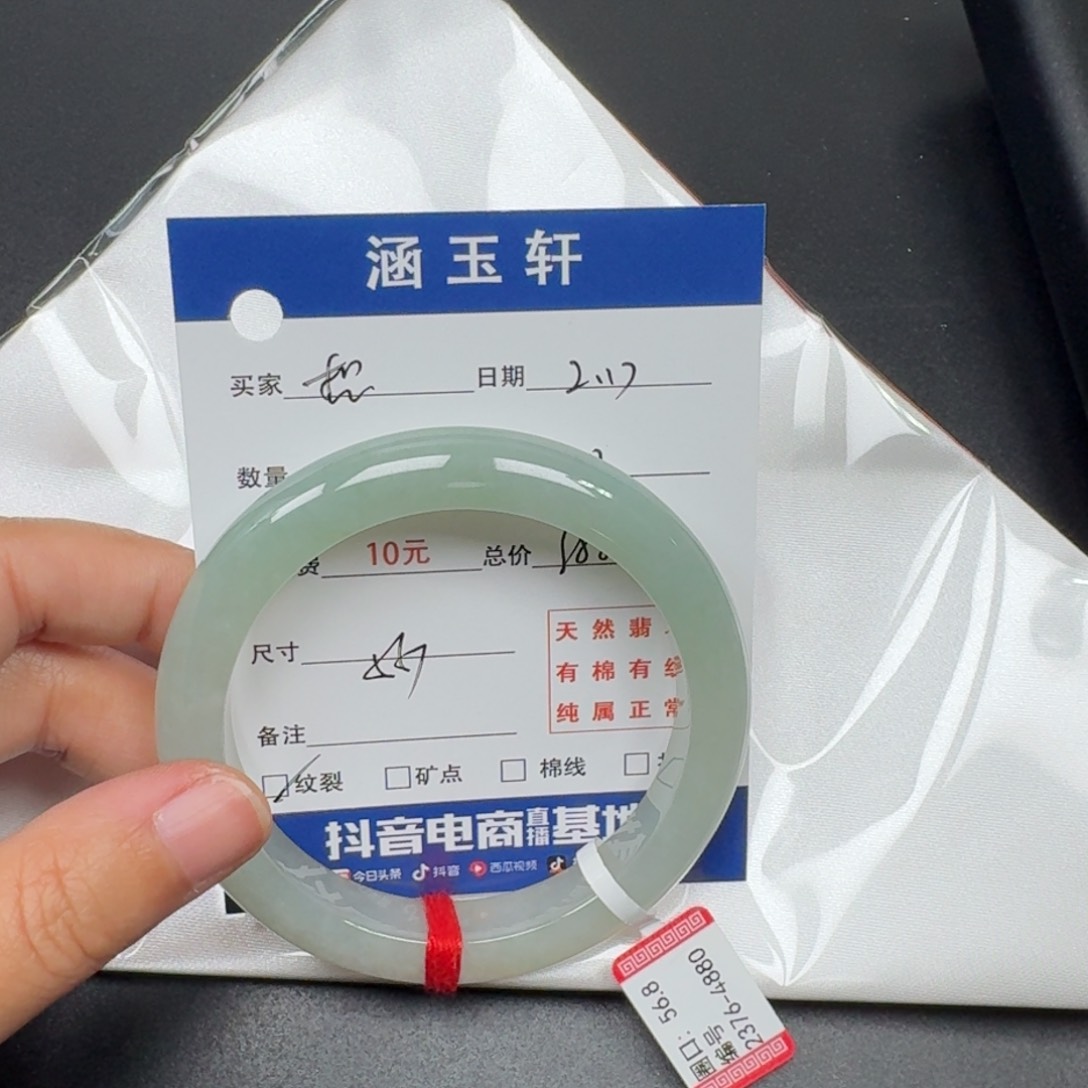 涵玉轩
买家 日期 2.17
数量
费 10元 总价
尺寸
天然翡
有棉有
纯属正常
备注
纹裂 矿点 棉线
抖音电商直播基地
今日头条 抖音 西瓜视频
圈口：56.8
编号
2376-4880